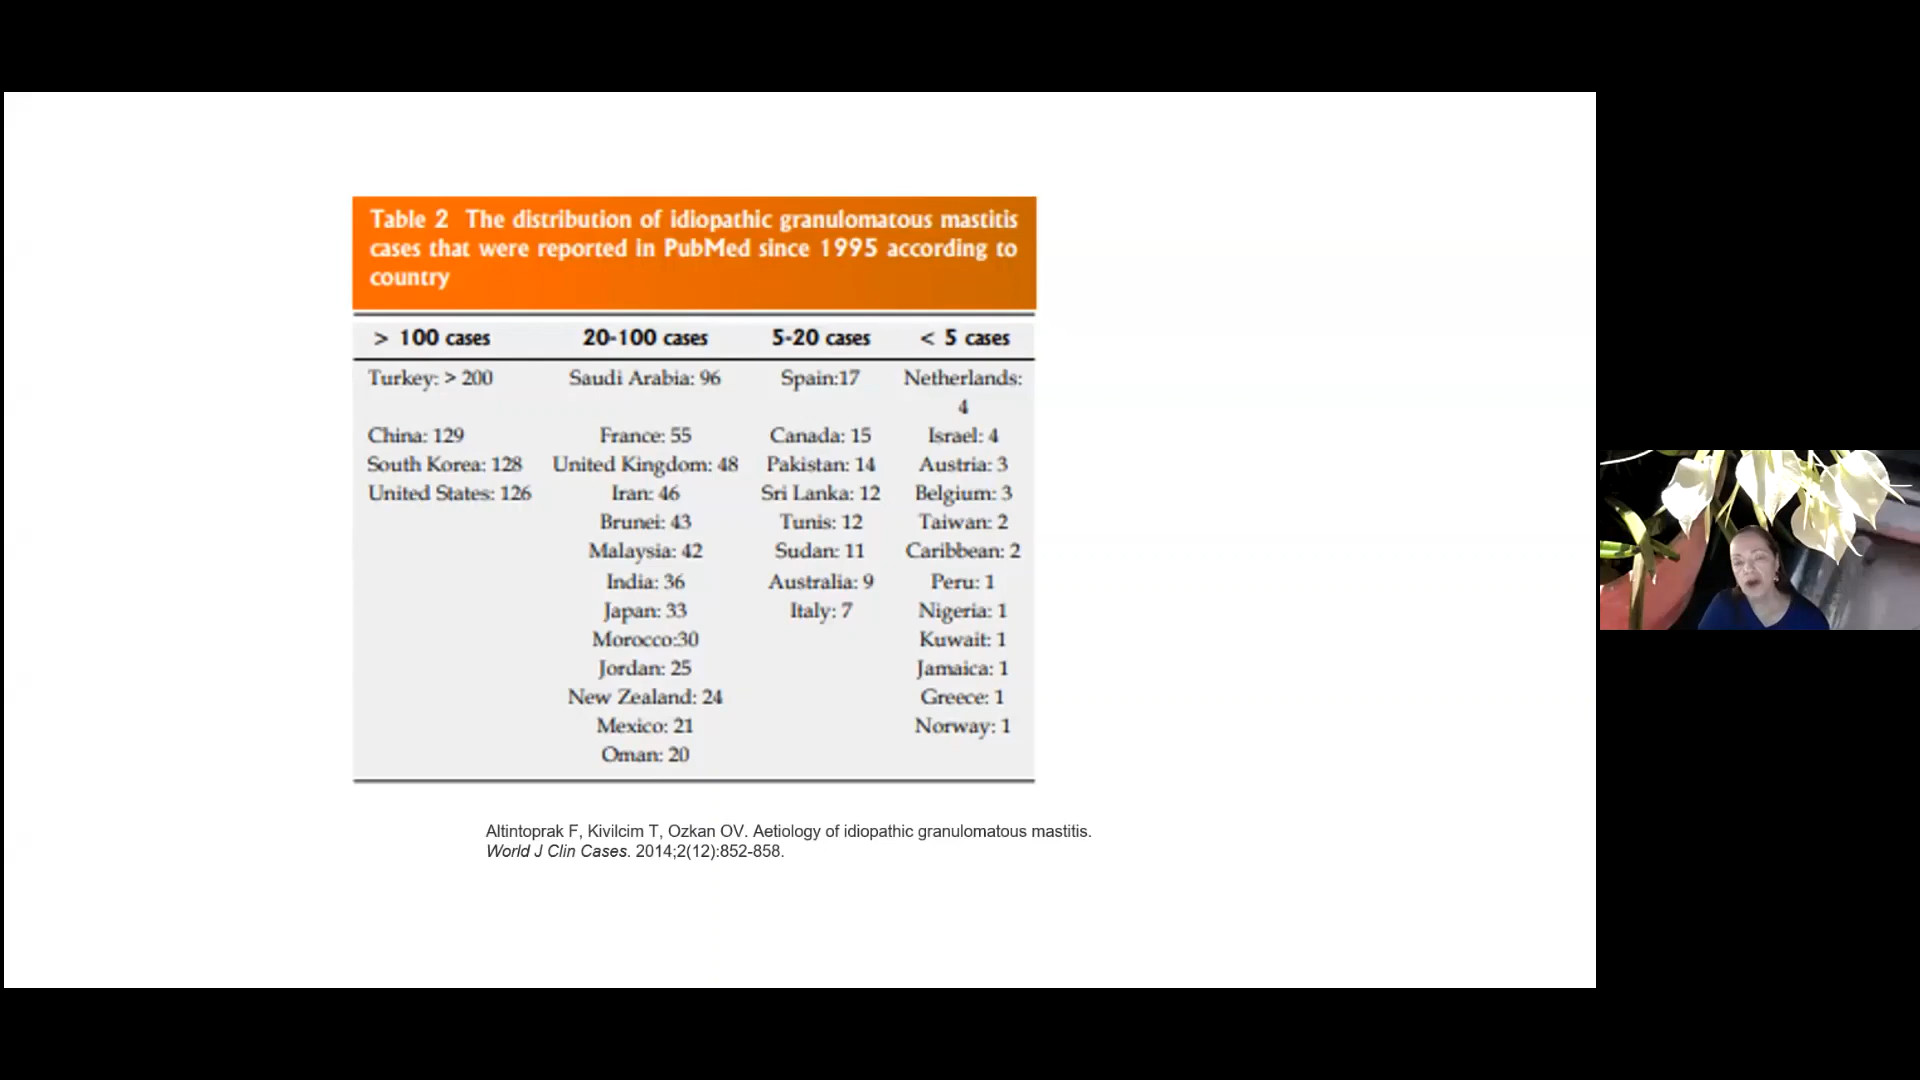 Table 2 The distribution of idiopathic granulomatous mastitis
cases that were reported in PubMed since 1995 according to
country
> 100 cases 20-100 cases 5-20 cases < 5 cases
Turkey: > 200 Saudi Arabia: 96 Spain:17 Netherlands:
4
China: 129 France: 55 Canada: 15 Israel: 4
South Korea: 128 United Kingdom: 48 Pakistan: 14 Austria: 3
United States: 126 Iran: 46 Sri Lanka: 12 Belgium: 3
Brunei: 43 Tunis: 12 Taiwan: 2
Malaysia: 42 Sudan: 11 Caribbean: 2
India: 36 Australia: 9 Peru: 1
Japan: 33 Italy: 7 Nigeria: 1
Morocco:30 Kuwait: 1
Jordan: 25 Jamaica: 1
New Zealand: 24 Greece: 1
Mexico: 21 Norway: 1
Oman: 20
Altintoprak F, Kivilcim T, Ozkan OV. Aetiology of idiopathic granulomatous mastitis.
World J Clin Cases. 2014;2(12):852-858.